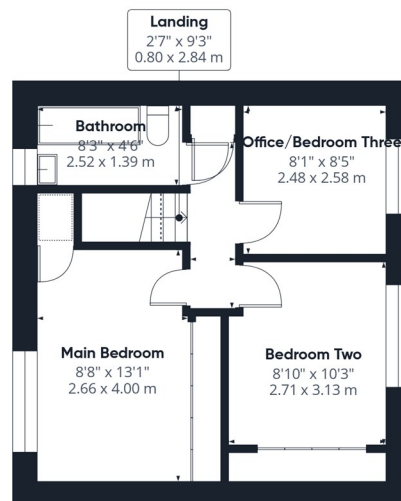 Landing
2'7" x 9'3"
0.80 x 2.84 m
Bathroom
8'3" x 4'6"
2.52 x 1.39 m
Office/Bedroom Three
8'1" x 8'5"
2.48 x 2.58 m
Main Bedroom
8'8" x 13'1"
2.66 x 4.00 m
Bedroom Two
8'10" x 10'3"
2.71 x 3.13 m